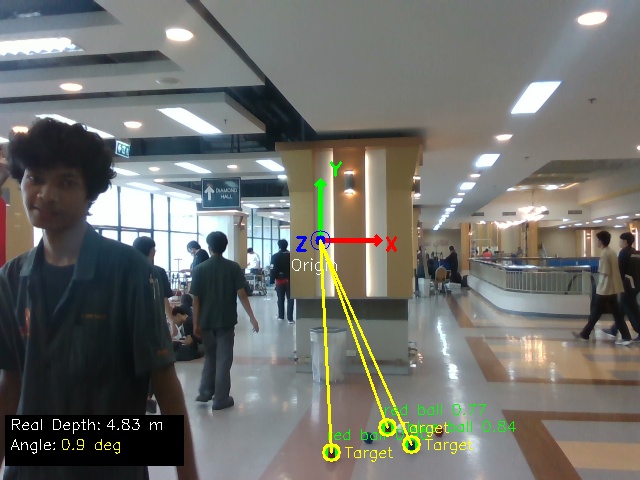 DIAMOND
HALL
Y
Z
X
Origin
red ball 0.77
ball 0.84
ed ball
Target
Target
Target
Real Depth: 4.83 m
Angle: 0.9 deg